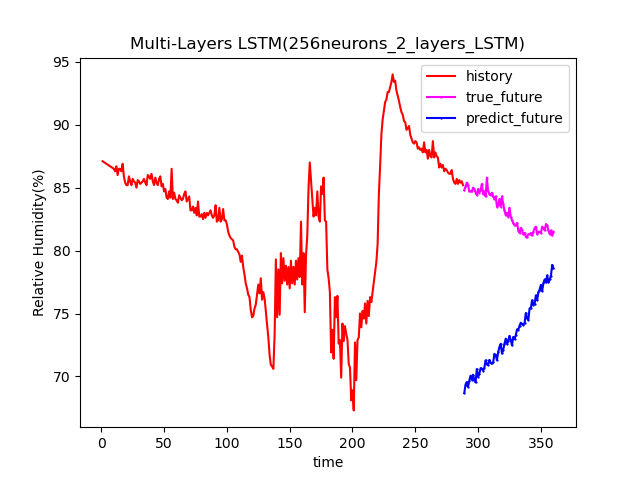 Multi-Layers LSTM(256neurons_2_layers_LSTM)
history
true_future
predict_future
Relative Humidity(%)
95
90
85
80
75
70
0
50
100
150
200
250
300
350
time